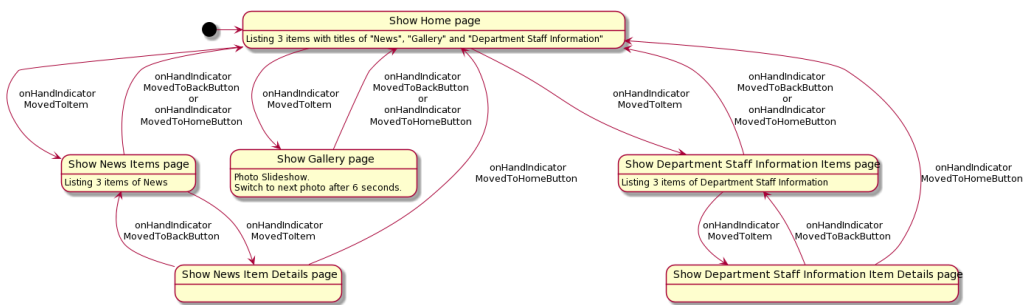 Show Home page
Listing 3 items with titles of "News", "Gallery" and "Department Staff Information"
onHandIndicator
MovedToItem
onHandIndicator
MovedToBackButton
or
onHandIndicator
MovedToHomeButton
onHandIndicator
MovedToItem
onHandIndicator
MovedToBackButton
or
onHandIndicator
MovedToHomeButton
onHandIndicator
MovedToItem
onHandIndicator
MovedToBackButton
or
onHandIndicator
MovedToHomeButton
Show News Items page
Listing 3 items of News
Show Gallery page
Photo Slideshow.
Switch to next photo after 6 seconds.
onHandIndicator
MovedToHomeButton
Show Department Staff Information Items page
Listing 3 items of Department Staff Information
onHandIndicator
MovedToHomeButton
onHandIndicator
MovedToBackButton
onHandIndicator
MovedToItem
onHandIndicator
MovedToItem
onHandIndicator
MovedToBackButton
Show News Item Details page
Show Department Staff Information Item Details page